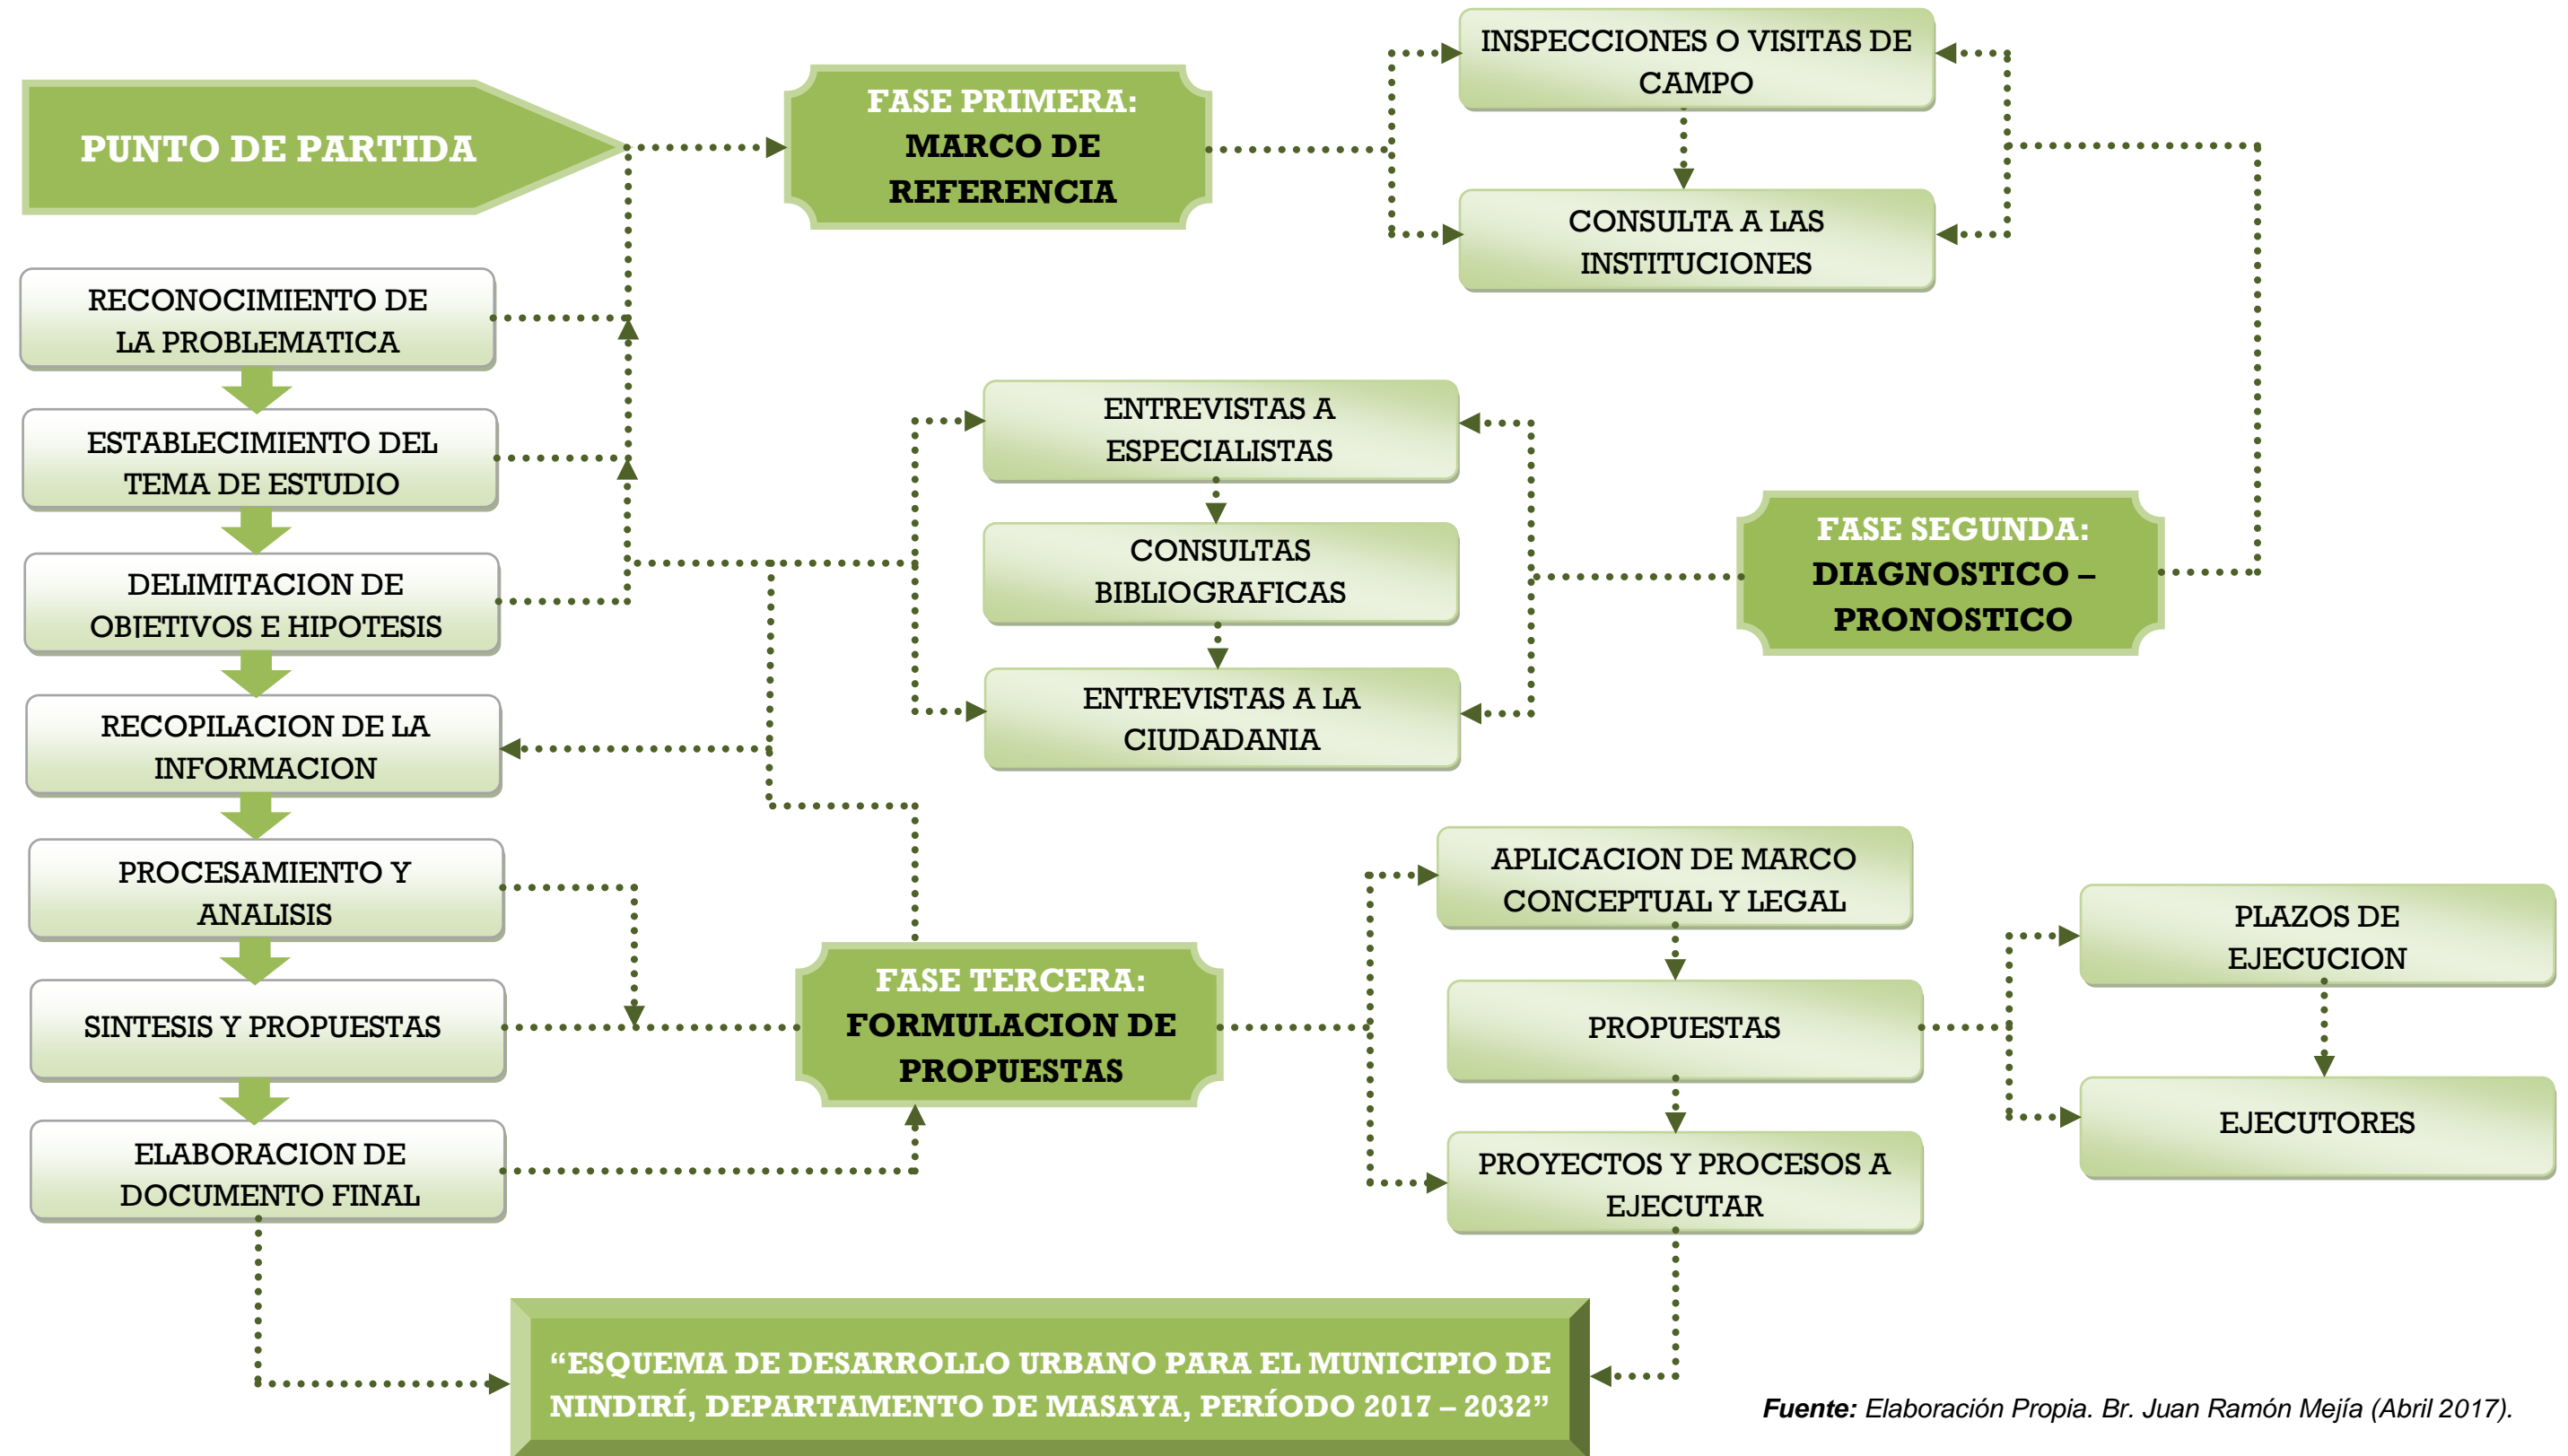 PUNTO DE PARTIDA
FASE PRIMERA:
MARCO DE
REFERENCIA
INSPECCIONES O VISITAS DE
CAMPO
CONSULTA A LAS
INSTITUCIONES
RECONOCIMIENTO DE
LA PROBLEMATICA
ESTABLECIMIENTO DEL
TEMA DE ESTUDIO
DELIMITACION DE
OBJETIVOS E HIPOTESIS
RECOPILACION DE LA
INFORMACION
PROCESAMIENTO Y
ANALISIS
SINTESIS Y PROPUESTAS
ELABORACION DE
DOCUMENTO FINAL
ENTREVISTAS A
ESPECIALISTAS
CONSULTAS
BIBLIOGRAFICAS
ENTREVISTAS A LA
CIUDADANIA
FASE SEGUNDA:
DIAGNOSTICO –
PRONOSTICO
FASE TERCERA:
FORMULACION DE
PROPUESTAS
APLICACION DE MARCO
CONCEPTUAL Y LEGAL
PROPUESTAS
PROYECTOS Y PROCESOS A
EJECUTAR
PLAZOS DE
EJECUCION
EJECUTORES
“ESQUEMA DE DESARROLLO URBANO PARA EL MUNICIPIO DE
NINDIRÍ, DEPARTAMENTO DE MASAYA, PERÍODO 2017 – 2032”
Fuente: Elaboración Propia. Br. Juan Ramón Mejía (Abril 2017).